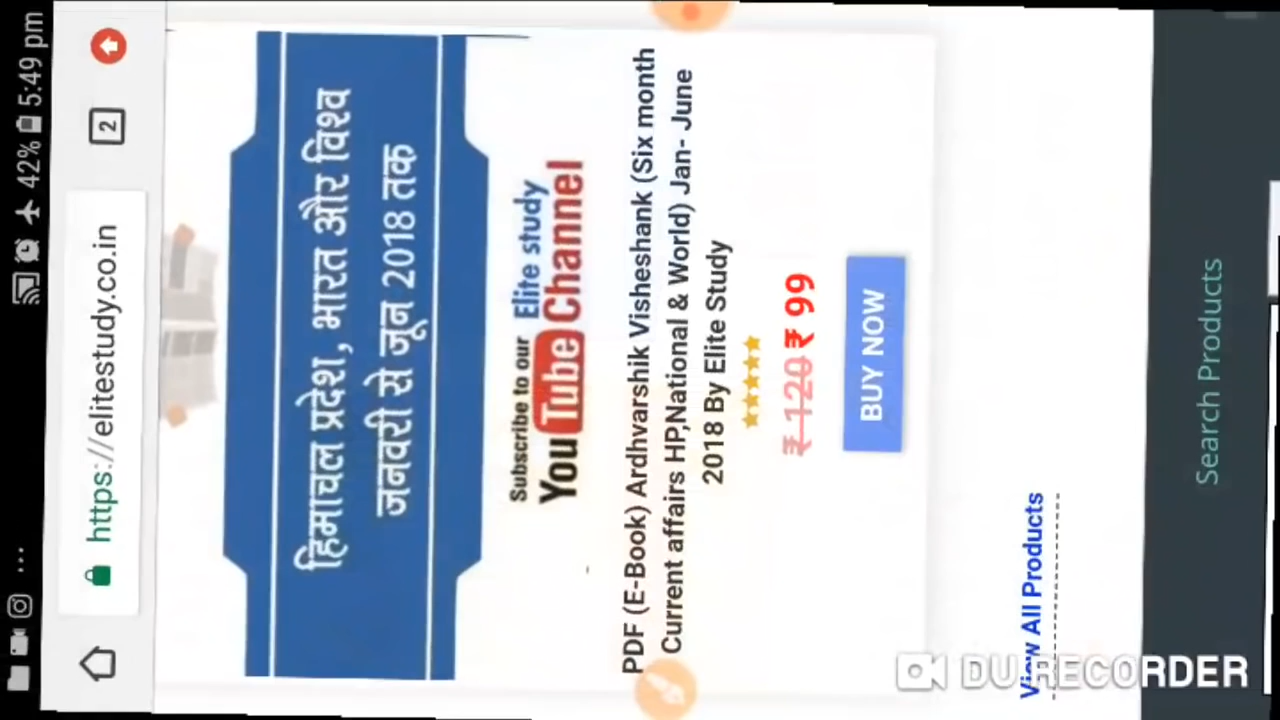 5:49 pm
42%
2
https://elitestudy.co.in
हिमाचल प्रदेश, भारत और विश्व
जनवरी से जून 2018 तक
Subscribe to our Elite study
YouTube Channel
PDF (E-Book) Ardhvarshik Visheshank (Six month
Current affairs HP,National & World) Jan- June
2018 By Elite Study
₹ 120 ₹ 99
BUY NOW
View All Products
Search Products
DU RECORDER